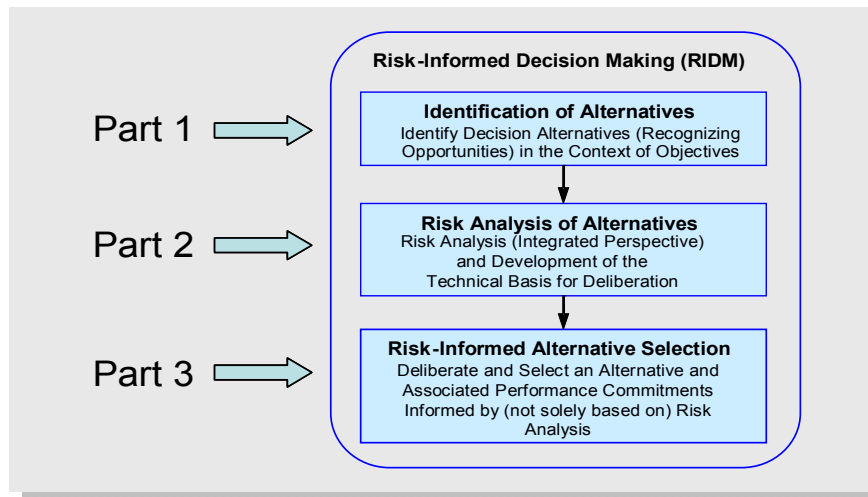 Risk-Informed Decision Making (RIDM)
Part 1
Identification of Alternatives
Identify Decision Alternatives (Recognizing
Opportunities) in the Context of Objectives
Part 2
Risk Analysis of Alternatives
Risk Analysis (Integrated Perspective)
and Development of the
Technical Basis for Deliberation
Part 3
Risk-Informed Alternative Selection
Deliberate and Select an Alternative and
Associated Performance Commitments
Informed by (not solely based on) Risk
Analysis